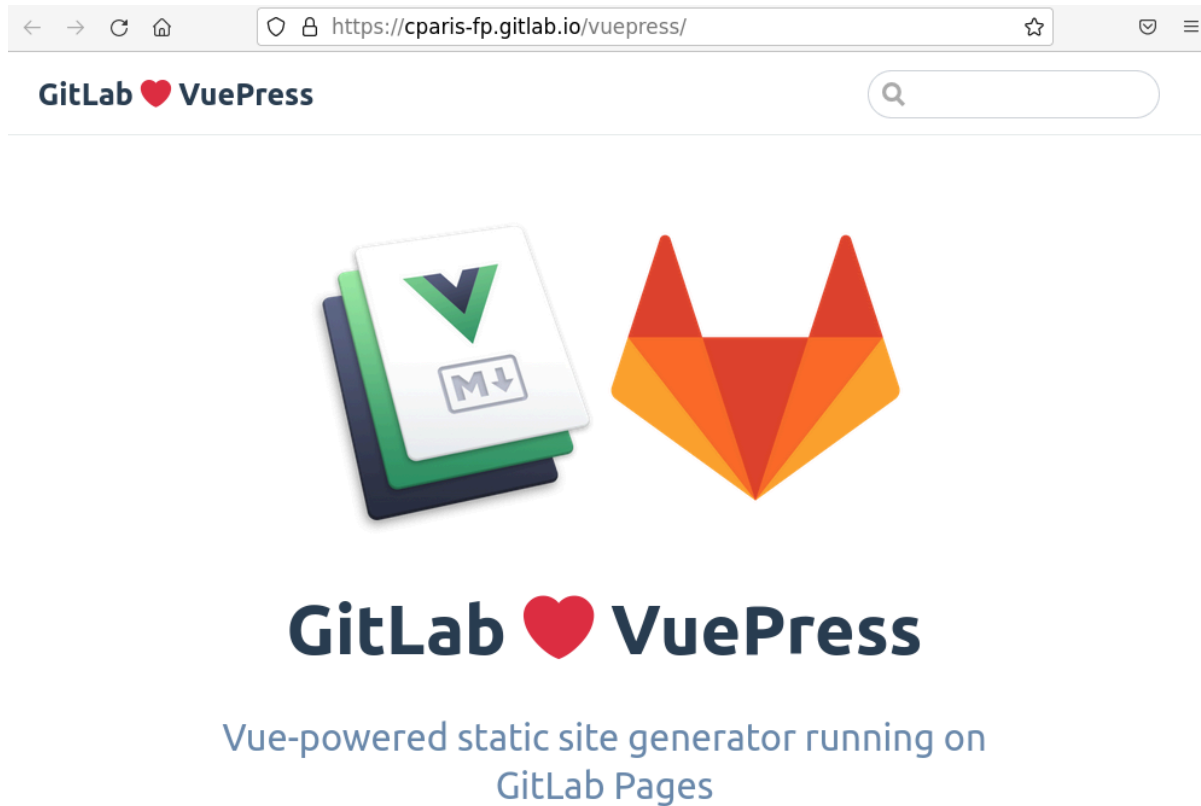 https://cparis-fp.gitlab.io/vuepress/
GitLab ❤ VuePress
M
GitLab ❤ VuePress
Vue-powered static site generator running on
GitLab Pages